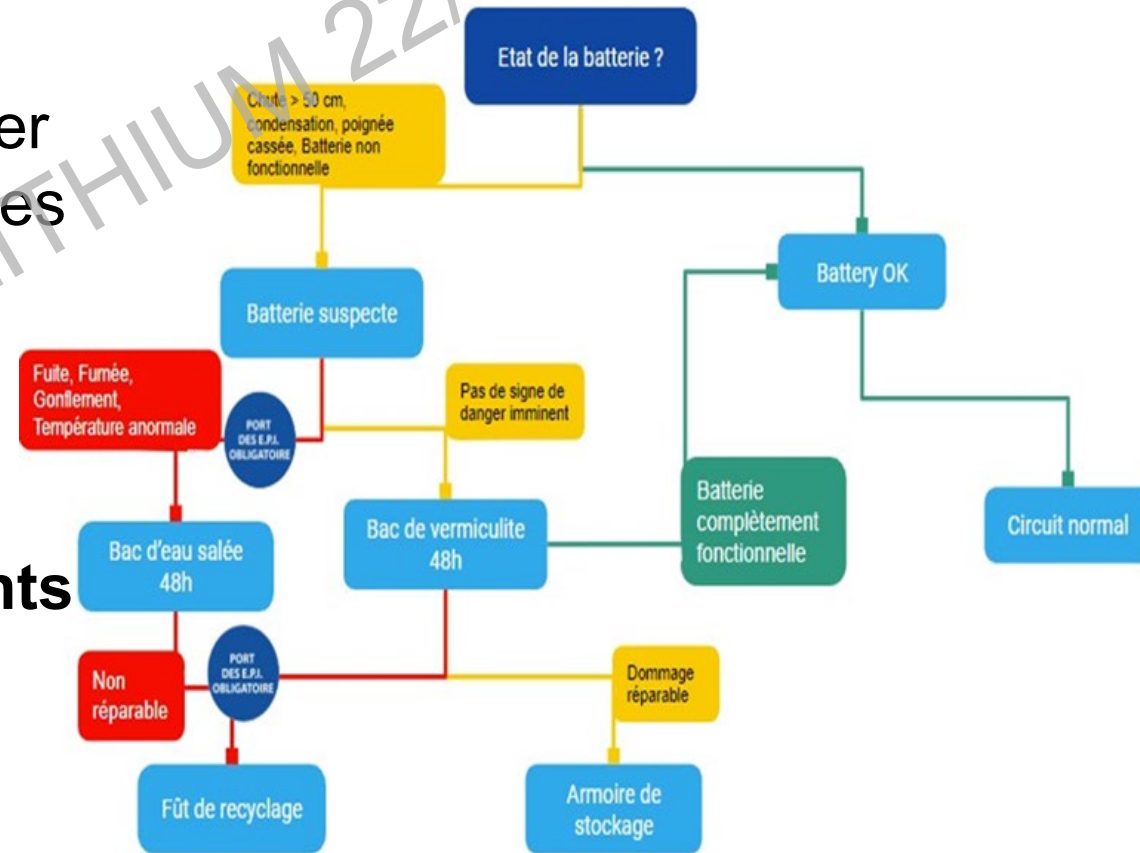 Etat de la batterie ?
LITHIUM 22/
er
es
nts
Chute > 50 cm,
condensation, poignée
cassée, Batterie non
fonctionnelle
Battery OK
Batterie suspecte
Fuite, Fumée,
Gonflement,
Température anormale
PORT
DES E.P.I.
OBLIGATOIRE
Pas de signe de
danger imminent
Batterie
complètement
fonctionnelle
Circuit normal
Bac d'eau salée
48h
Bac de vermiculite
48h
Non
réparable
PORT
DES E.P.I.
OBLIGATOIRE
Dommage
réparable
Fût de recyclage
Armoire de
stockage